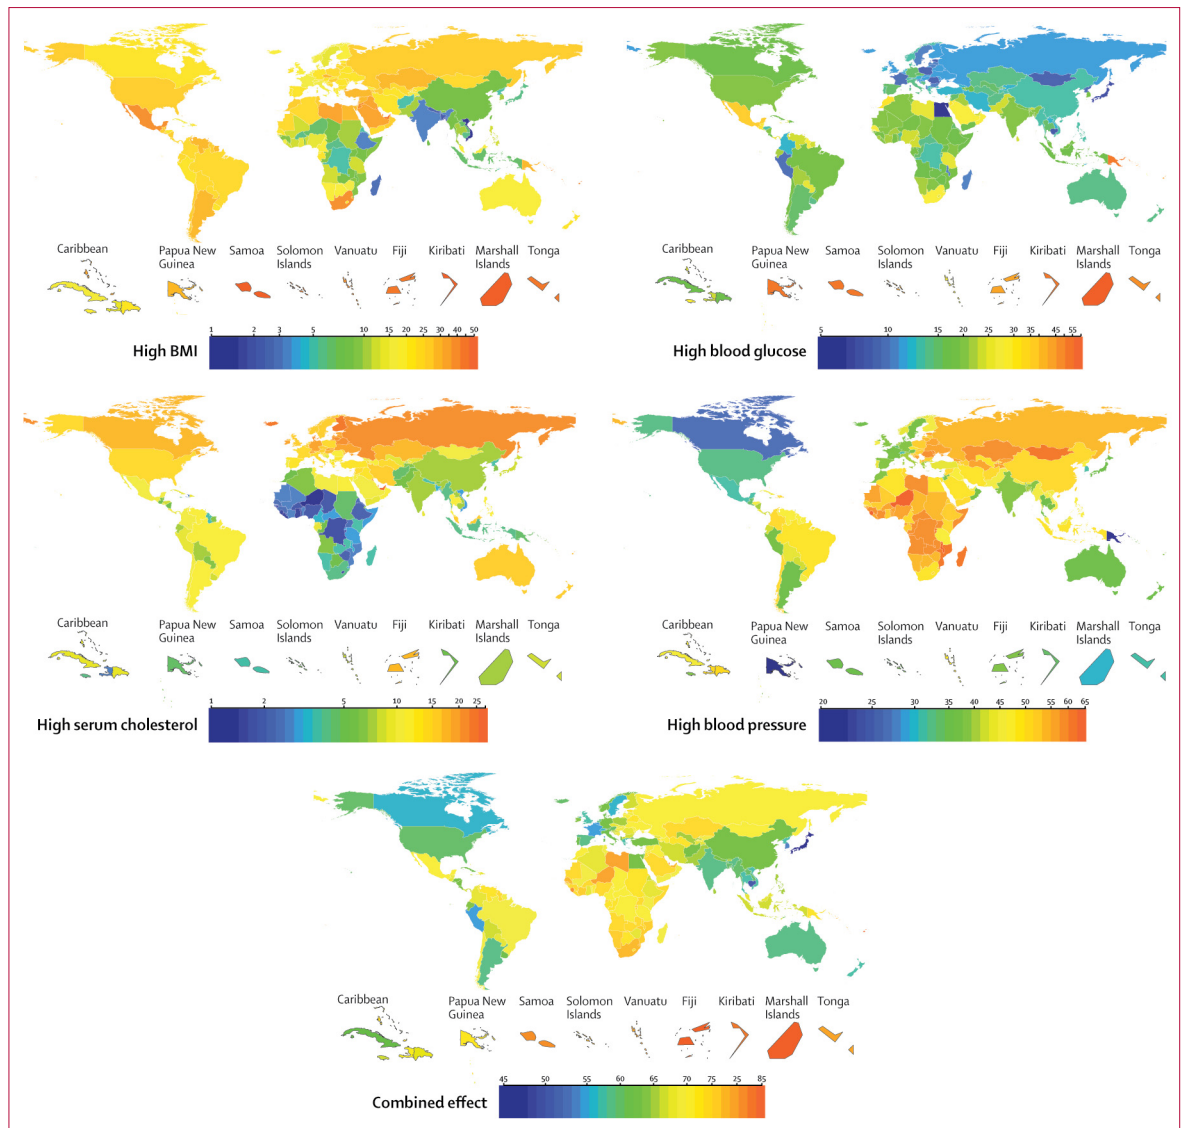 Caribbean
Papua New
Guinea
Samoa
Solomon
Islands
Vanuatu
Fiji
Kiribati
Marshall
Islands
Tonga
High BMI
1 2 3 5 10 15 20 25 30 40 50
Caribbean
Papua New
Guinea
Samoa
Solomon
Islands
Vanuatu
Fiji
Kiribati
Marshall
Islands
Tonga
High blood glucose
5 10 15 20 25 30 35 45 55
Caribbean
Papua New
Guinea
Samoa
Solomon
Islands
Vanuatu
Fiji
Kiribati
Marshall
Islands
Tonga
High serum cholesterol
1 2 5 10 15 20 25
Caribbean
Papua New
Guinea
Samoa
Solomon
Islands
Vanuatu
Fiji
Kiribati
Marshall
Islands
Tonga
High blood pressure
20 25 30 35 40 45 50 55 60 65
Caribbean
Papua New
Guinea
Samoa
Solomon
Islands
Vanuatu
Fiji
Kiribati
Marshall
Islands
Tonga
Combined effect
45 50 55 60 65 70 75 25 85